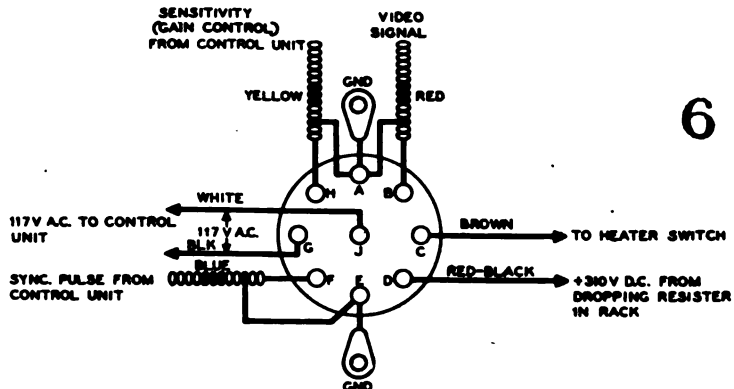 SENSITIVITY
(GAIN CONTROL)
FROM CONTROL UNIT
VIDEO
SIGNAL
GND
YELLOW
RED
6
H
A
B
WHITE
117V A.C. TO CONTROL
UNIT
117 V A.C.
BLK
G
J
C
BROWN
TO HEATER SWITCH
BLUE
SYNC. PULSE FROM
CONTROL UNIT
F
E
D
RED-BLACK
+310V D.C. FROM
DROPPING RESISTER
IN RACK
GND